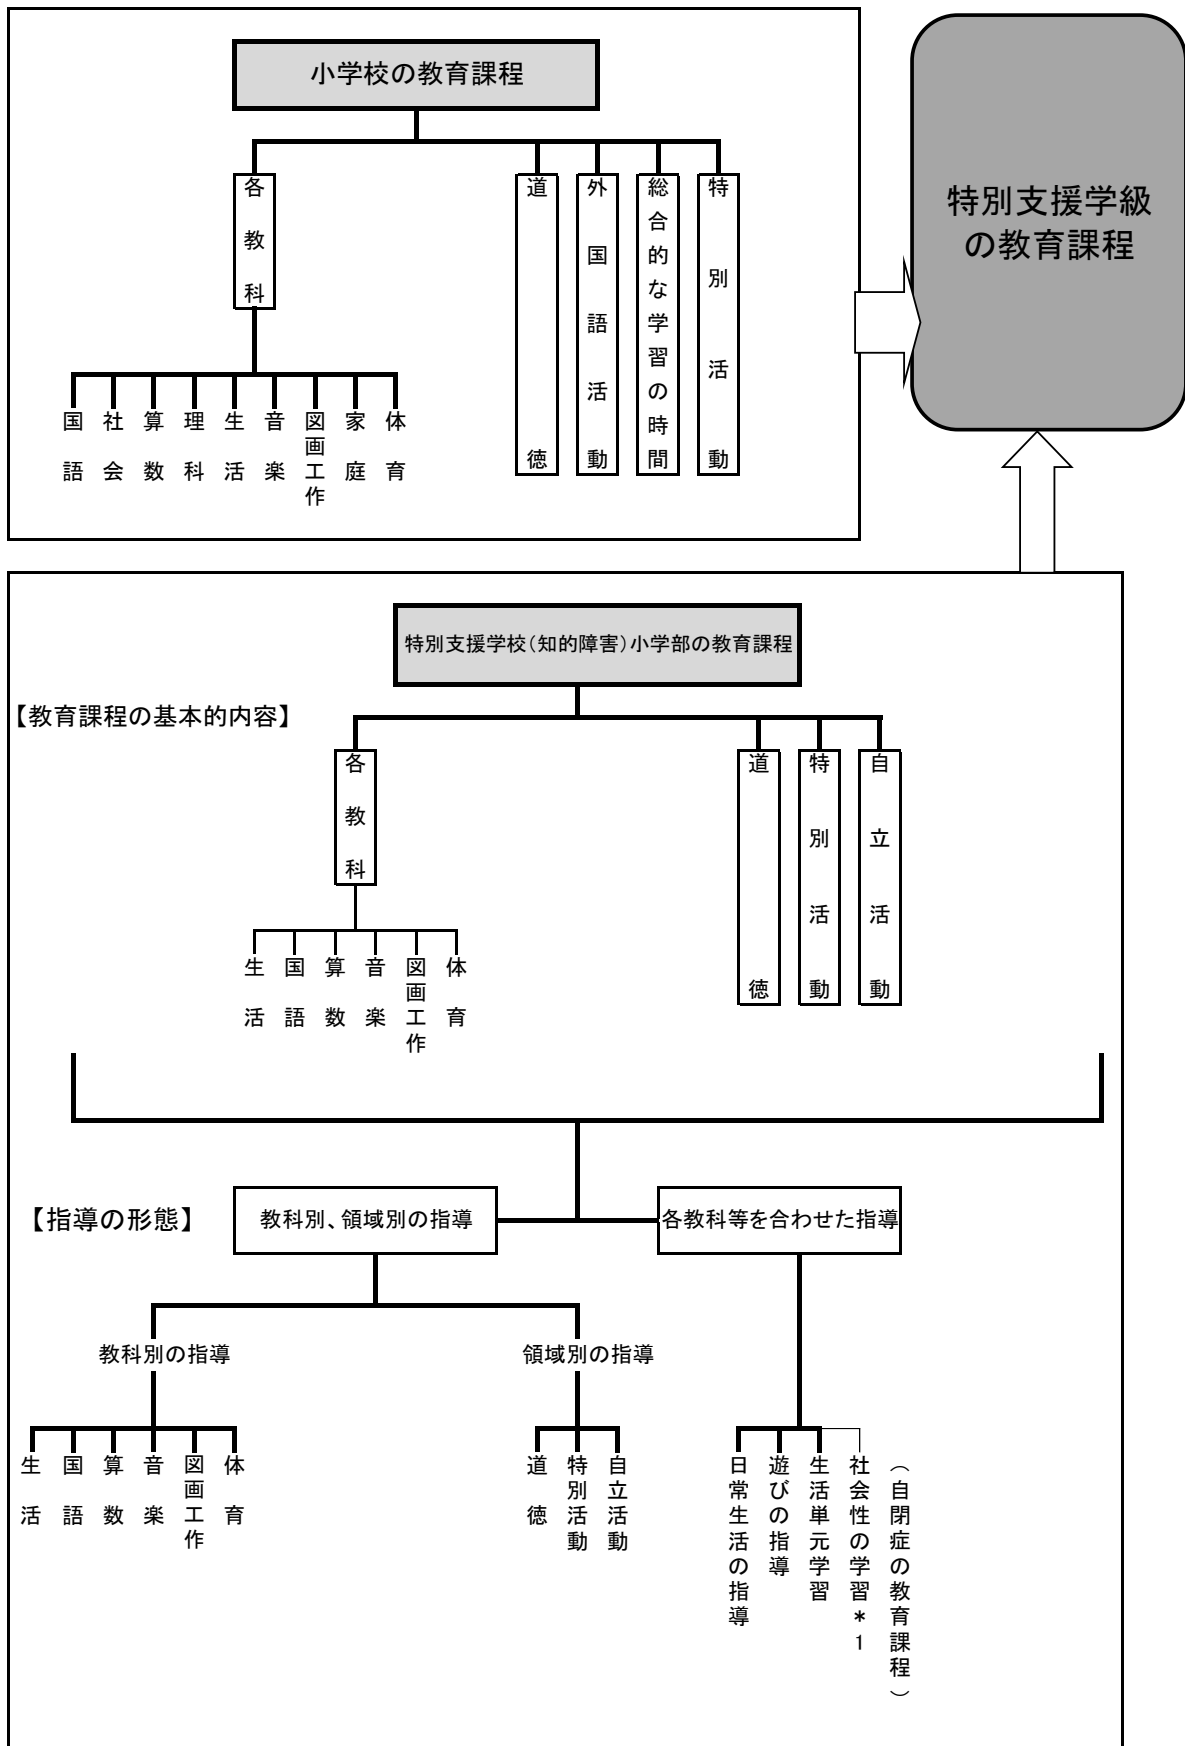 小学校の教育課程
各教科
道徳
外国語活動
総合的な学習の時間
特別活動
国語
社会
算数
理科
生活
音楽
図画工作
家庭
体育
特別支援学級
の教育課程
特別支援学校(知的障害)小学部の教育課程
【教育課程の基本的内容】
各教科
道徳
特別活動
自立活動
生活
国語
算数
音楽
図画工作
体育
【指導の形態】
教科別、領域別の指導
各教科等を合わせた指導
教科別の指導
領域別の指導
生活
国語
算数
音楽
図画工作
体育
道徳
特別活動
自立活動
日常生活の指導
遊びの指導
生活単元学習
社会性の学習*1
(自閉症の教育課程)